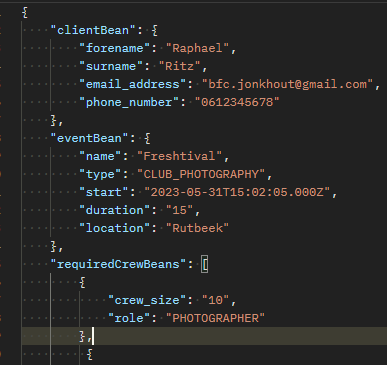 {
"clientBean": {
"forename": "Raphael",
"surname": "Ritz",
"email_address": "bfc.jonkhout@gmail.com",
"phone_number": "0612345678"
},
"eventBean": {
"name": "Freshtival",
"type": "CLUB_PHOTOGRAPHY",
"start": "2023-05-31T15:02:05.000Z",
"duration": "15",
"location": "Rutbeek"
},
"requiredCrewBeans": [
{
"crew_size": "10",
"role": "PHOTOGRAPHER"
},
{